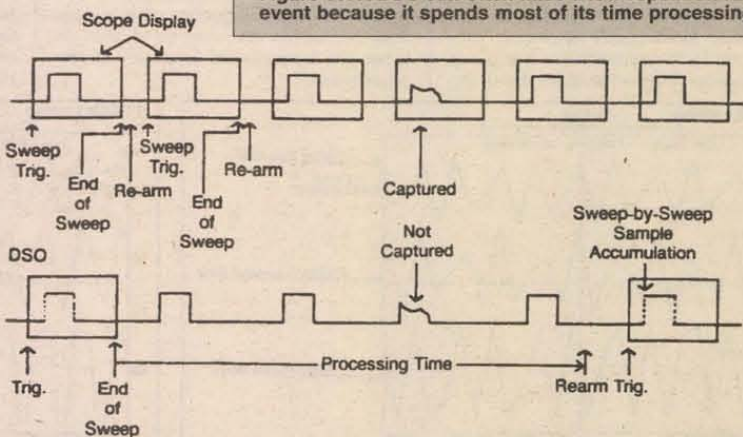 event because it spends most of its time processing
Scope Display
Sweep
Trig.
End
of
Sweep
Re-arm
Sweep
Trig.
End
of
Sweep
Re-arm
Captured
DSO
Not
Captured
Sweep-by-Sweep
Sample
Accumulation
Trig.
End
of
Sweep
Processing Time
Rearm Trig.